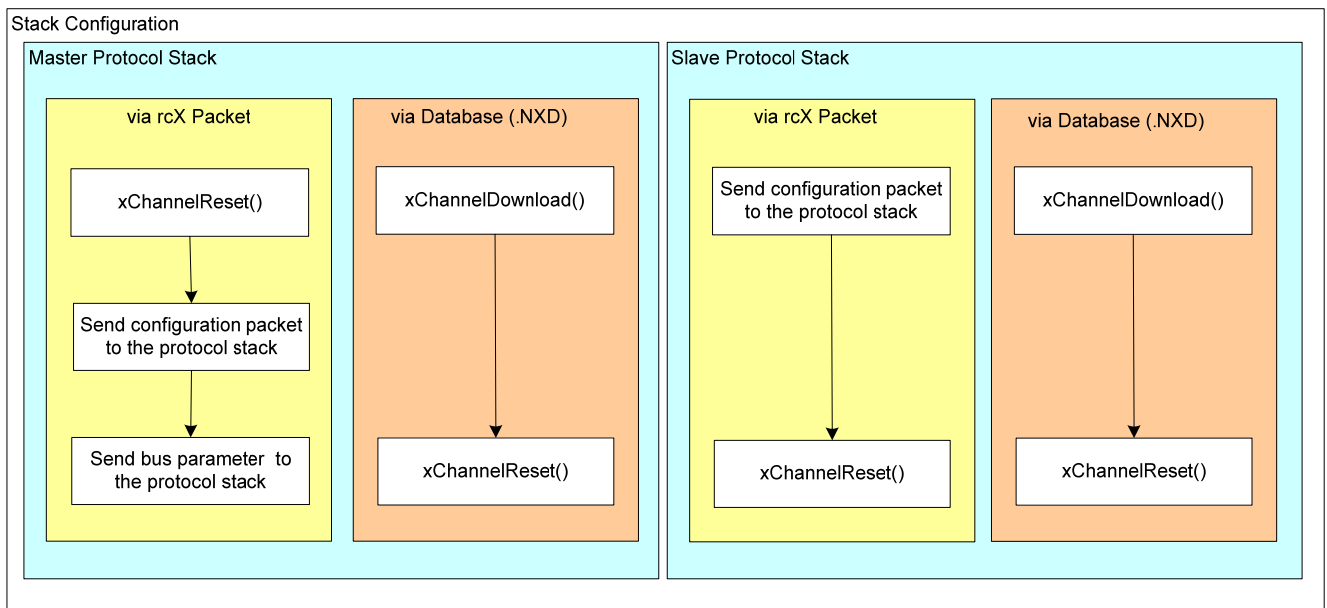 Stack Configuration
Master Protocol Stack
via rcX Packet
xChannelReset()
Send configuration packet
to the protocol stack
Send bus parameter to
the protocol stack
via Database (.NXD)
xChannelDownload()
xChannelReset()
Slave Protocol Stack
via rcX Packet
Send configuration packet
to the protocol stack
xChannelReset()
via Database (.NXD)
xChannelDownload()
xChannelReset()